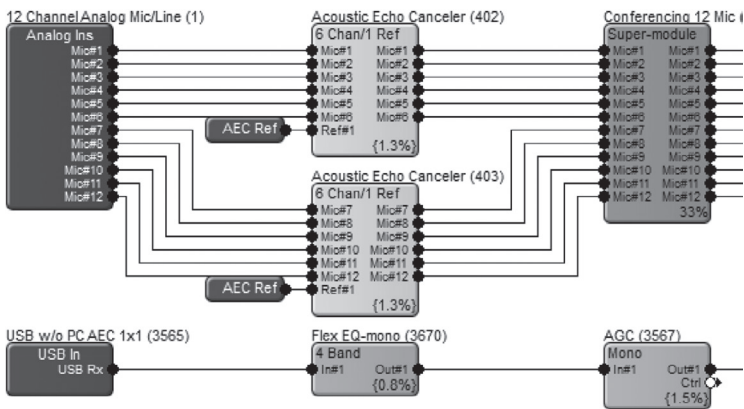 12 Channel Analog Mic/Line (1)
Analog Ins
Mic#1
Mic#2
Mic#3
Mic#4
Mic#5
Mic#6
Mic#7
Mic#8
Mic#9
Mic#10
Mic#11
Mic#12
Acoustic Echo Canceler (402)
6 Chan/1 Ref
Mic#1 Mic#1
Mic#2 Mic#2
Mic#3 Mic#3
Mic#4 Mic#4
Mic#5 Mic#5
Mic#6 Mic#6
AEC Ref
Ref#1
{1.3%}
Acoustic Echo Canceler (403)
6 Chan/1 Ref
Mic#7 Mic#7
Mic#8 Mic#8
Mic#9 Mic#9
Mic#10 Mic#10
Mic#11 Mic#11
Mic#12 Mic#12
AEC Ref
Ref#1
{1.3%}
Conferencing 12 Mic (
Super-module
Mic#1 Mic#1
Mic#2 Mic#2
Mic#3 Mic#3
Mic#4 Mic#4
Mic#5 Mic#5
Mic#6 Mic#6
Mic#7 Mic#7
Mic#8 Mic#8
Mic#9 Mic#9
Mic#10 Mic#10
Mic#11 Mic#11
Mic#12 Mic#12
33%
USB w/o PC AEC 1x1 (3565)
USB In
USB Rx
Flex EQ-mono (3670)
4 Band
In#1 Out#1
{0.8%}
AGC (3567)
Mono
In#1 Out#1
Ctrl
{1.5%}